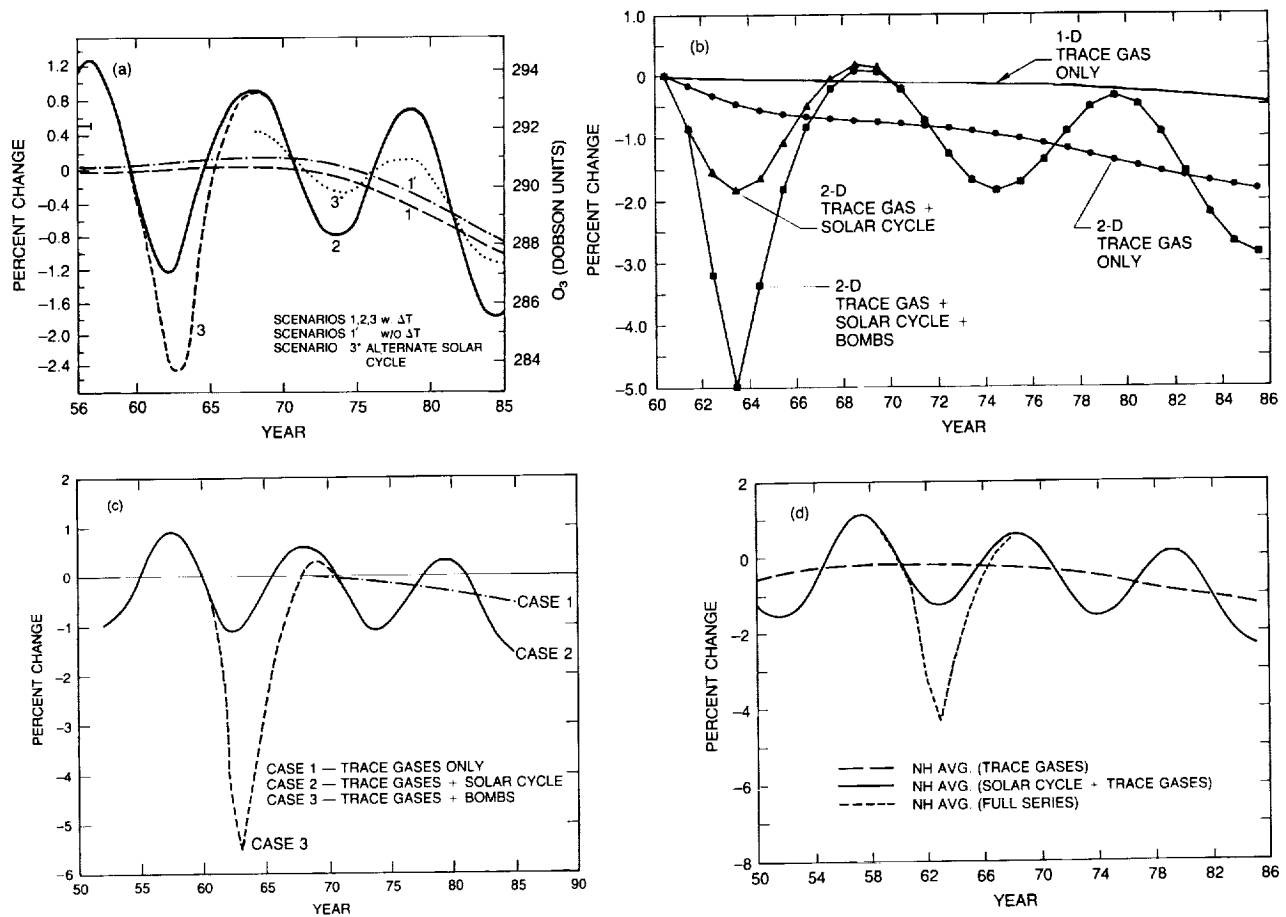 (a)
1.2
0.8
0.4
0
−0.4
−0.8
−1.2
−1.6
−2.0
−2.4
PERCENT CHANGE
294
292
290
288
286
284
O₃ (DOBSON UNITS)
1'
3'
1
2
3
SCENARIOS 1,2,3 w ΔT
SCENARIOS 1' w/o ΔT
SCENARIO 3* ALTERNATE SOLAR
CYCLE
56 60 65 70 75 80 85
YEAR
(b)
1.0
0
−1.0
−2.0
−3.0
−4.0
−5.0
PERCENT CHANGE
1-D
TRACE GAS
ONLY
2-D
TRACE GAS +
SOLAR CYCLE
2-D
TRACE GAS
ONLY
2-D
TRACE GAS +
SOLAR CYCLE +
BOMBS
60 62 64 66 68 70 72 74 76 78 80 82 84 86
YEAR
(c)
2
1
0
−1
−2
−3
−4
−5
−6
PERCENT CHANGE
CASE 1
CASE 2
CASE 1 — TRACE GASES ONLY
CASE 2 — TRACE GASES + SOLAR CYCLE
CASE 3 — TRACE GASES + BOMBS
CASE 3
50 55 60 65 70 75 80 85 90
YEAR
(d)
2
0
−2
−4
−6
−8
PERCENT CHANGE
NH AVG. (TRACE GASES)
NH AVG. (SOLAR CYCLE + TRACE GASES)
NH AVG. (FULL SERIES)
50 54 58 62 66 70 74 78 82 86
YEAR